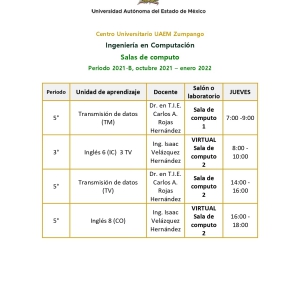 Universidad Autónoma del Estado de México
Centro Universitario UAEM Zumpango
Ingeniería en Computación
Salas de computo
Periodo 2021-B, octubre 2021 – enero 2022
Periodo Unidad de aprendizaje Docente Salón o laboratorio JUEVES
5° Transmisión de datos (TM) Dr. en T.I.E. Carlos A. Rojas Hernández Sala de computo 1 7:00 -9:00
3° Inglés 6 (IC) 3 TV Ing. Isaac Velázquez Hernández VIRTUAL Sala de computo 2 8:00 - 10:00
5° Transmisión de datos (TV) Dr. en T.I.E. Carlos A. Rojas Hernández Sala de computo 2 14:00 - 16:00
5° Inglés 8 (CO) Ing. Isaac Velázquez Hernández VIRTUAL Sala de computo 2 16:00 - 18:00